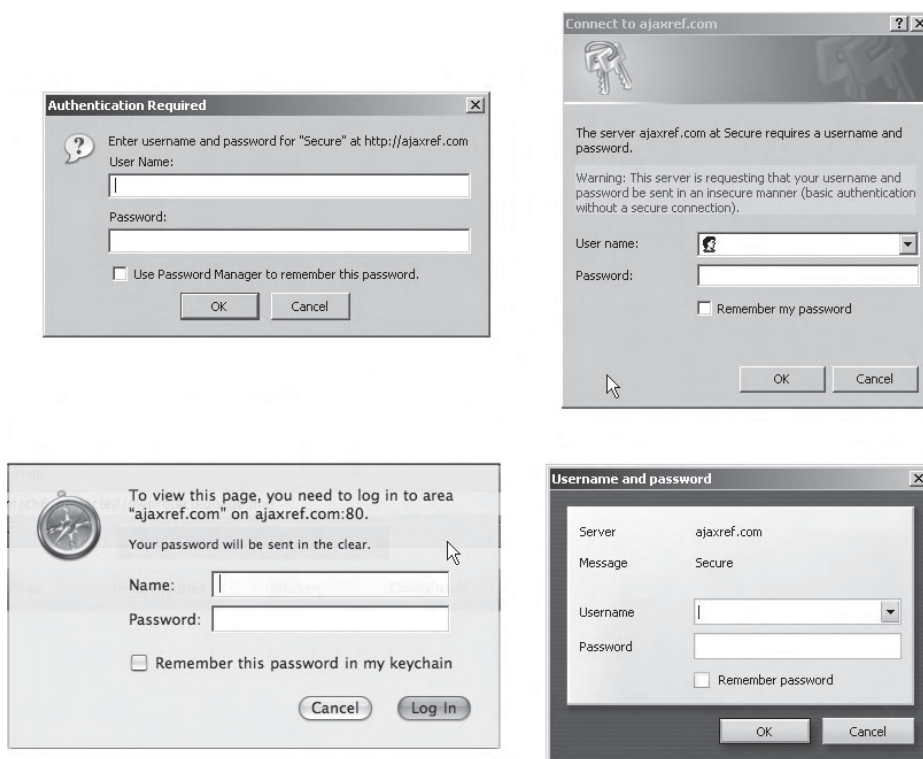 Authentication Required
Enter username and password for "Secure" at http://ajaxref.com
User Name:
Password:
Use Password Manager to remember this password.
OK
Cancel
Connect to ajaxref.com
The server ajaxref.com at Secure requires a username and
password.
Warning: This server is requesting that your username and
password be sent in an insecure manner (basic authentication
without a secure connection).
User name:
Password:
Remember my password
OK
Cancel
To view this page, you need to log in to area
"ajaxref.com" on ajaxref.com:80.
Your password will be sent in the clear.
Name:
Password:
Remember this password in my keychain
Cancel
Log In
Username and password
Server
ajaxref.com
Message
Secure
Username
Password
Remember password
OK
Cancel